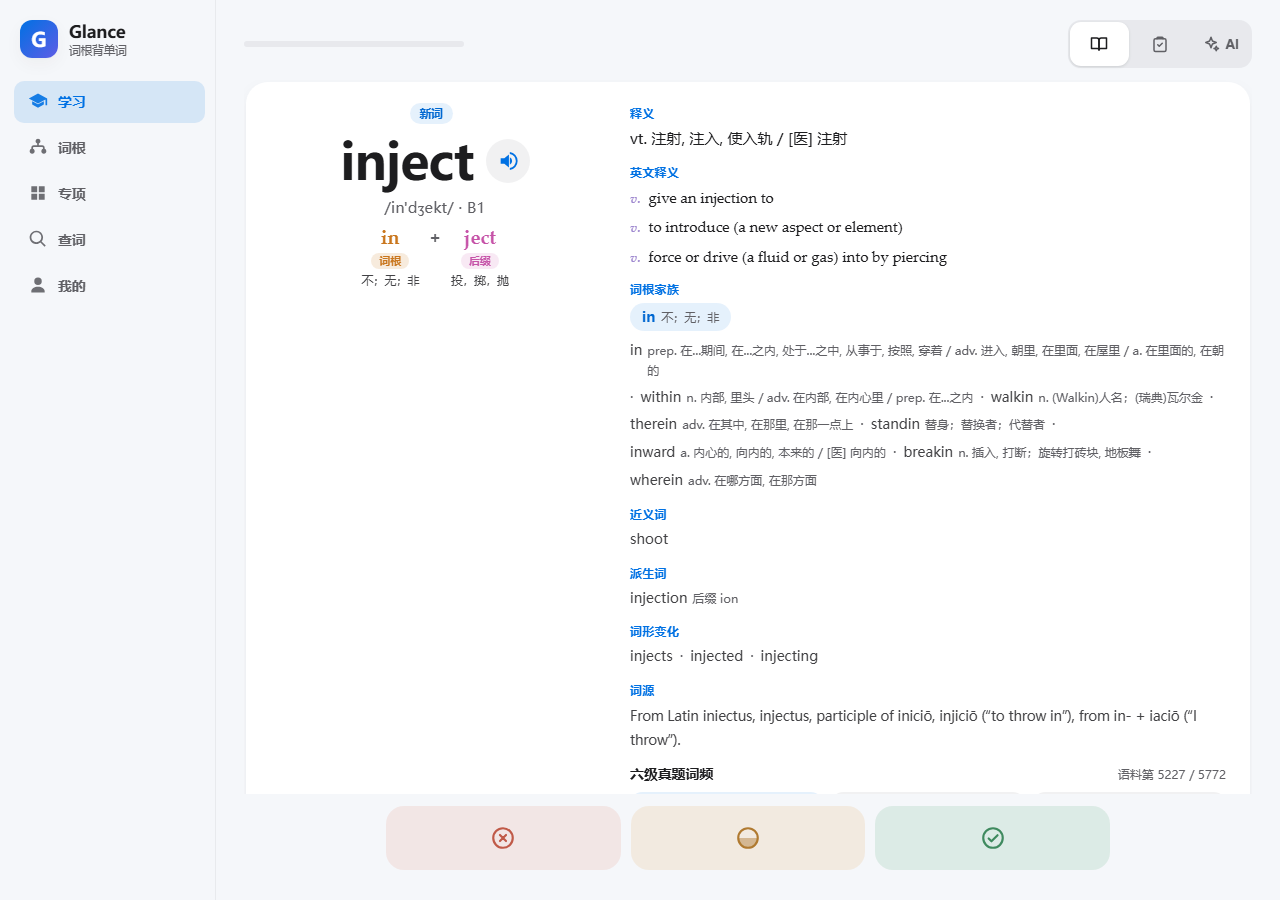 G
Glance
词根背单词
学习
词根
专项
查词
我的
AI
新词
inject
/in'dʒekt/ · B1
in + ject
词根 后缀
不；无；非 投，掷，抛
释义
vt. 注射, 注入, 使入轨 / [医] 注射
英文释义
v. give an injection to
v. to introduce (a new aspect or element)
v. force or drive (a fluid or gas) into by piercing
词根家族
in 不；无；非
in prep. 在...期间, 在...之内, 处于...之中, 从事于, 按照, 穿着 / adv. 进入, 朝里, 在里面, 在屋里 / a. 在里面的, 在朝
的
· within n. 内部, 里头 / adv. 在内部, 在内心里 / prep. 在...之内 · walkin n. (Walkin)人名；(瑞典)瓦尔金 ·
therein adv. 在其中, 在那里, 在那一点上 · standin 替身；替换者；代替者 ·
inward a. 内心的, 向内的, 本来的 / [医] 向内的 · breakin n. 插入, 打断；旋转打砖块, 地板舞 ·
wherein adv. 在哪方面, 在那方面
近义词
shoot
派生词
injection 后缀 ion
词形变化
injects · injected · injecting
词源
From Latin iniectus, injectus, participle of iniciō, injiciō (“to throw in”), from in- + iaciō (“I
throw”).
六级真题词频 语料第 5227 / 5772